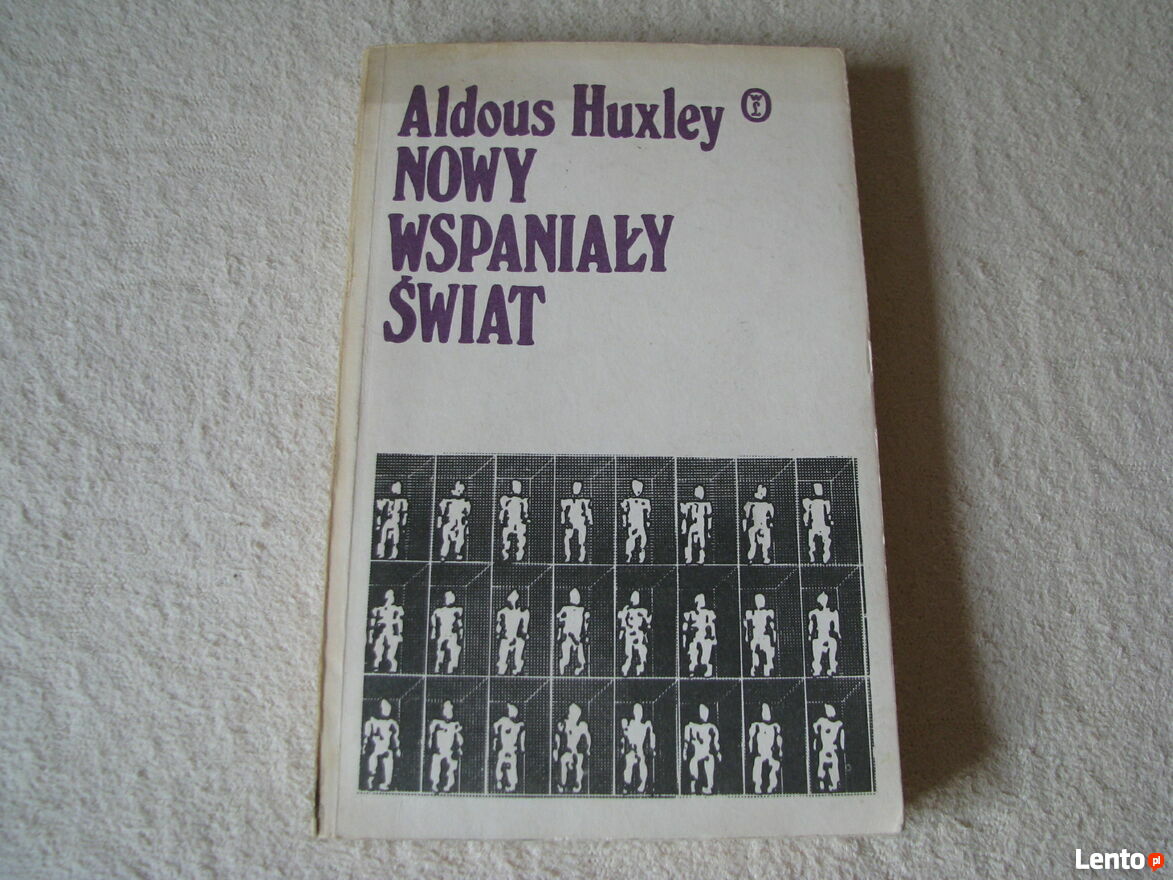 Aldous Huxley
NOWY
WSPANIAŁY
ŚWIAT
Lento pl